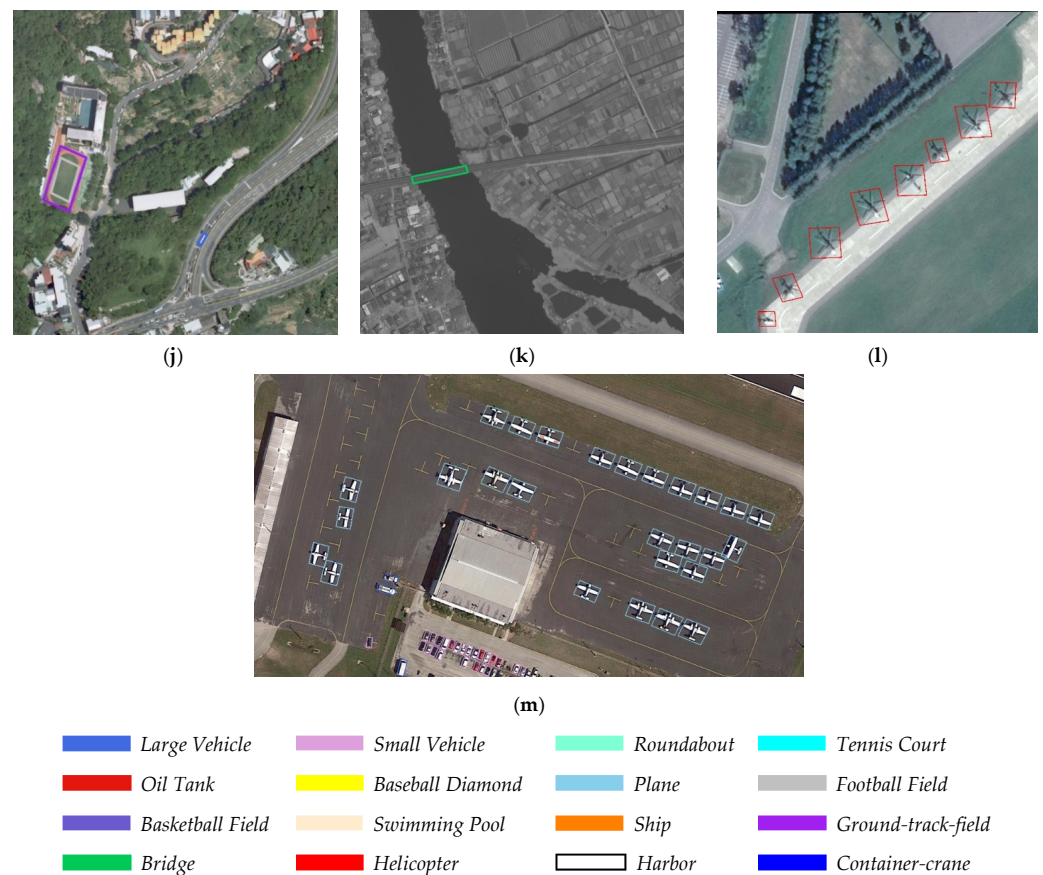 (j) (k) (l)
(m)
Large Vehicle Small Vehicle Roundabout Tennis Court
Oil Tank Baseball Diamond Plane Football Field
Basketball Field Swimming Pool Ship Ground-track-field
Bridge Helicopter Harbor Container-crane